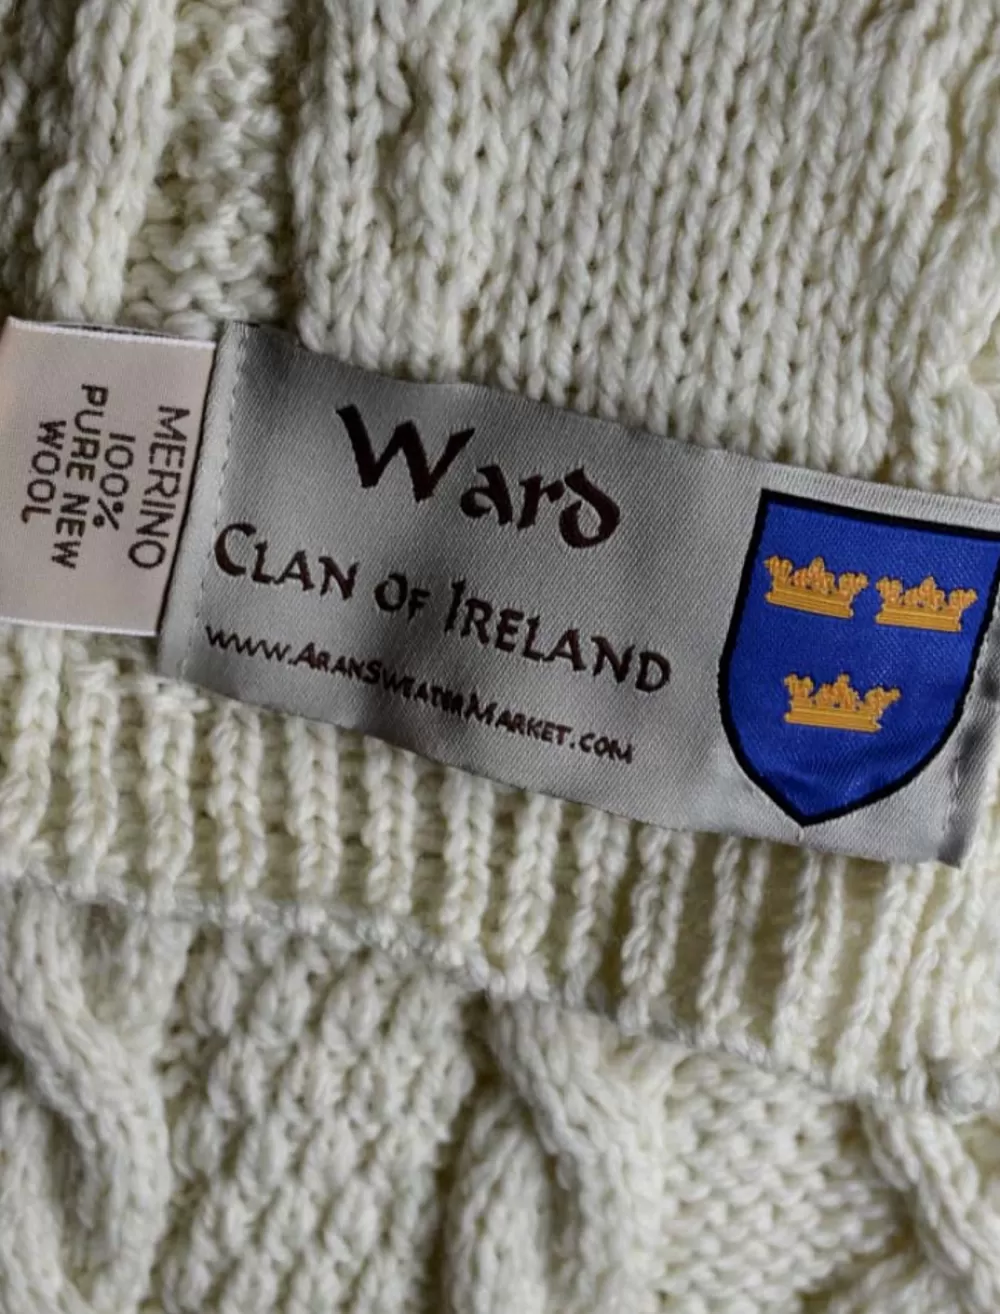 MERINO
100%
PURE NEW
WOOL
Ward
CLAN OF IRELAND
WWW.ARANSWEATERMARKET.COM